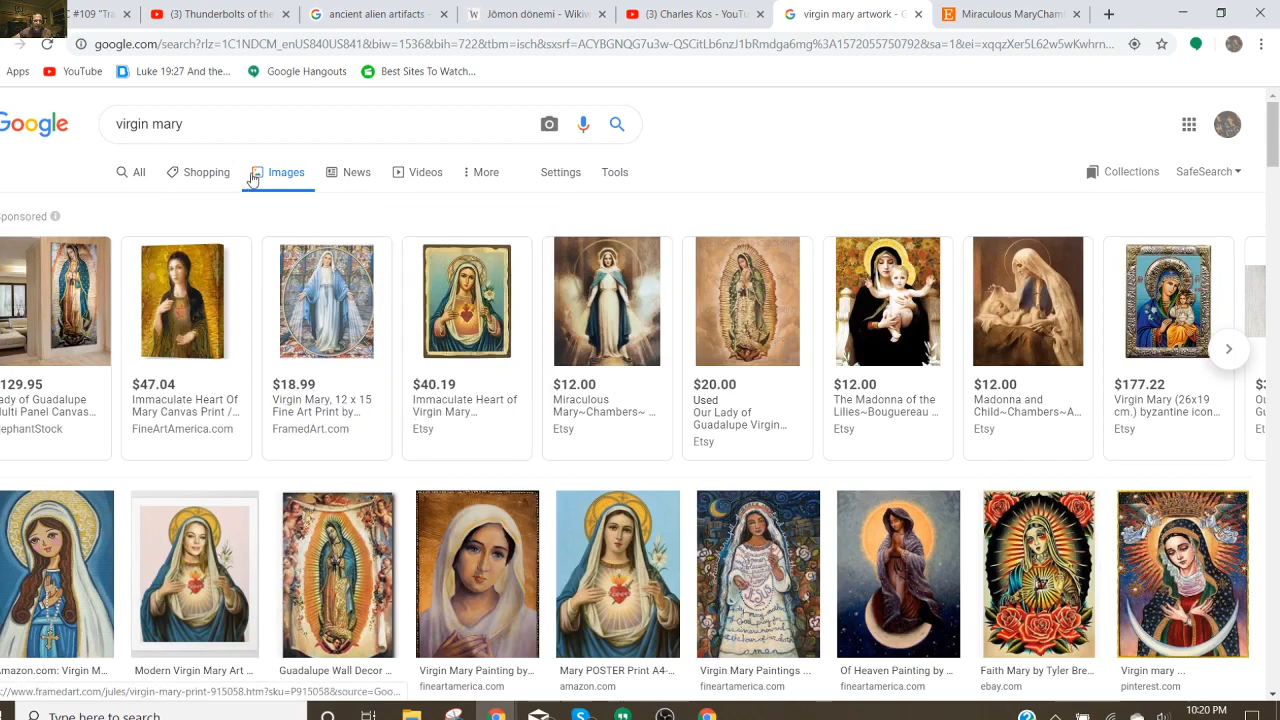 C #109 "Tra
(3) Thunderbolts of the
ancient alien artifacts -
Jōmon dönemi - Vikiv
(3) Charles Kos - YouTu
virgin mary artwork - G
Miraculous MaryCham
google.com/search?rlz=1C1NDCM_enUS840US841&biw=1536&bih=722&tbm=isch&sxsrf=ACYBGNQG7u3w-QSCitLb6nzJ1iRmdga6mg%3A1572055750792&sa=1&ei=xqqzXer5L62w5wKwhrn...
Apps
YouTube
Luke 19:27 And the...
Google Hangouts
Best Sites To Watch...
Google
virgin mary
All
Shopping
Images
News
Videos
More
Settings
Tools
Collections
SafeSearch
Sponsored
129.95
ady of Guadalupe
Multi Panel Canvas...
ephantStock
$47.04
Immaculate Heart Of
Mary Canvas Print /...
FineArtAmerica.com
$18.99
Virgin Mary, 12 x 15
Fine Art Print by...
FramedArt.com
$40.19
Immaculate Heart of
Virgin Mary...
Etsy
$12.00
Miraculous
Mary~Chambers~ ...
Etsy
$20.00
Used
Our Lady of
Guadalupe Virgin...
Etsy
$12.00
The Madonna of the
Lilies~Bouguereau ...
Etsy
$12.00
Madonna and
Child~Chambers~A...
Etsy
$177.22
Virgin Mary (26x19
cm.) byzantine icon...
Etsy
Amazon.com: Virgin M...
Modern Virgin Mary Art ...
Guadalupe Wall Decor ...
Virgin Mary Painting by...
fineartamerica.com
Mary POSTER Print A4-...
amazon.com
Virgin Mary Paintings ...
fineartamerica.com
Of Heaven Painting by ...
fineartamerica.com
Faith Mary by Tyler Bre...
ebay.com
Virgin mary ...
pinterest.com
://www.framedart.com/jules/virgin-mary-print-915058.htm?sku=P915058&source=Goo...
Type here to search
10:20 PM